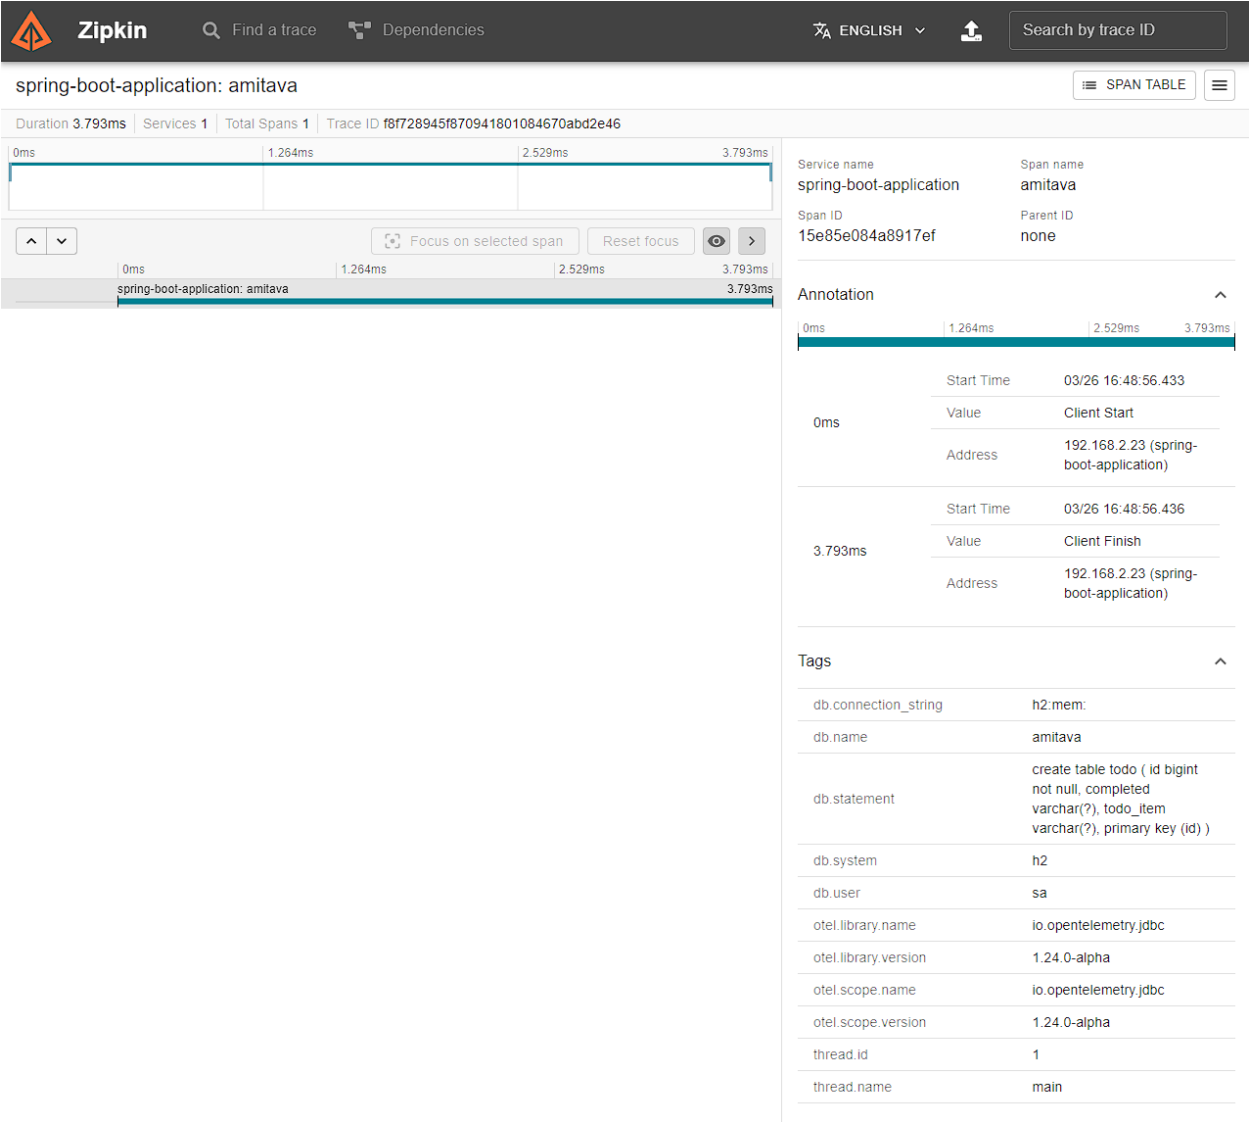 Zipkin
Find a trace
Dependencies
ENGLISH
Search by trace ID
spring-boot-application: amitava
SPAN TABLE
Duration 3.793ms Services 1 Total Spans 1 Trace ID f8f728945f870941801084670abd2e46
0ms 1.264ms 2.529ms 3.793ms
Focus on selected span
Reset focus
0ms 1.264ms 2.529ms 3.793ms
spring-boot-application: amitava 3.793ms
Service name Span name
spring-boot-application amitava
Span ID Parent ID
15e85e084a8917ef none
Annotation
0ms 1.264ms 2.529ms 3.793ms
0ms
Start Time 03/26 16:48:56.433
Value Client Start
Address 192.168.2.23 (spring-
boot-application)
3.793ms
Start Time 03/26 16:48:56.436
Value Client Finish
Address 192.168.2.23 (spring-
boot-application)
Tags
db.connection_string h2:mem:
db.name amitava
db.statement create table todo ( id bigint
not null, completed
varchar(?), todo_item
varchar(?), primary key (id) )
db.system h2
db.user sa
otel.library.name io.opentelemetry.jdbc
otel.library.version 1.24.0-alpha
otel.scope.name io.opentelemetry.jdbc
otel.scope.version 1.24.0-alpha
thread.id 1
thread.name main